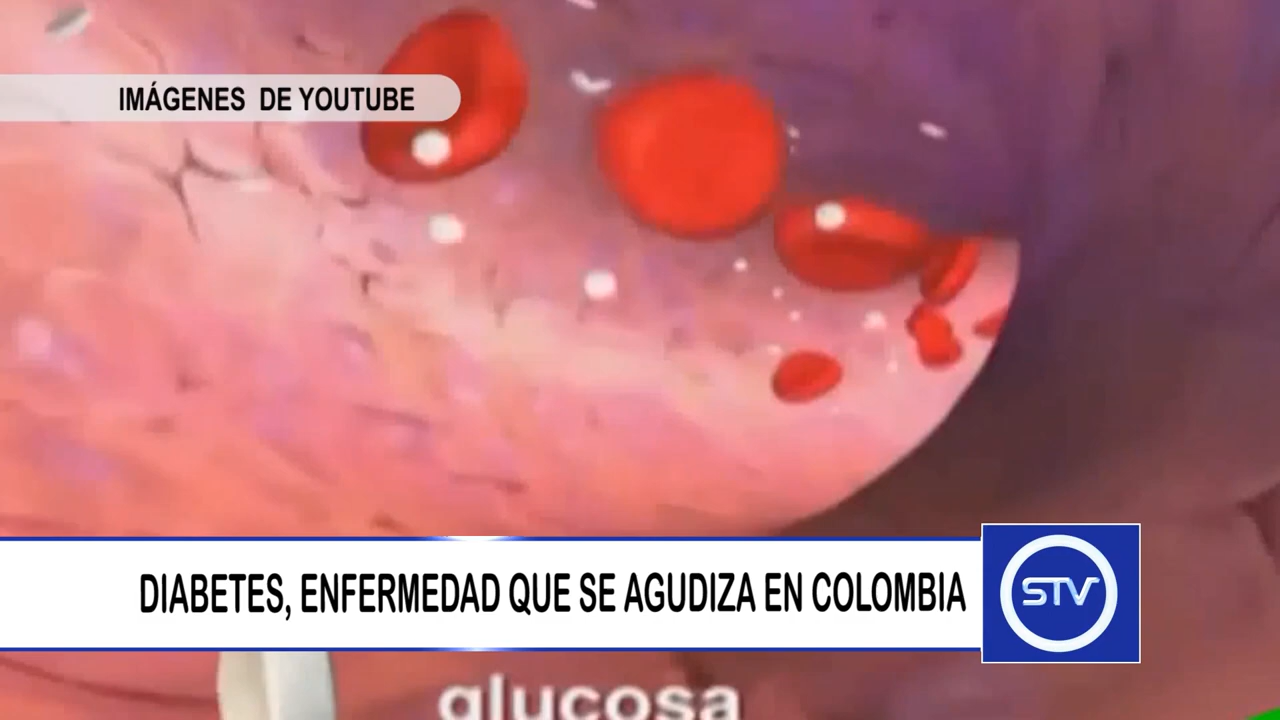 IMÁGENES DE YOUTUBE
DIABETES, ENFERMEDAD QUE SE AGUDIZA EN COLOMBIA
STV
glucosa